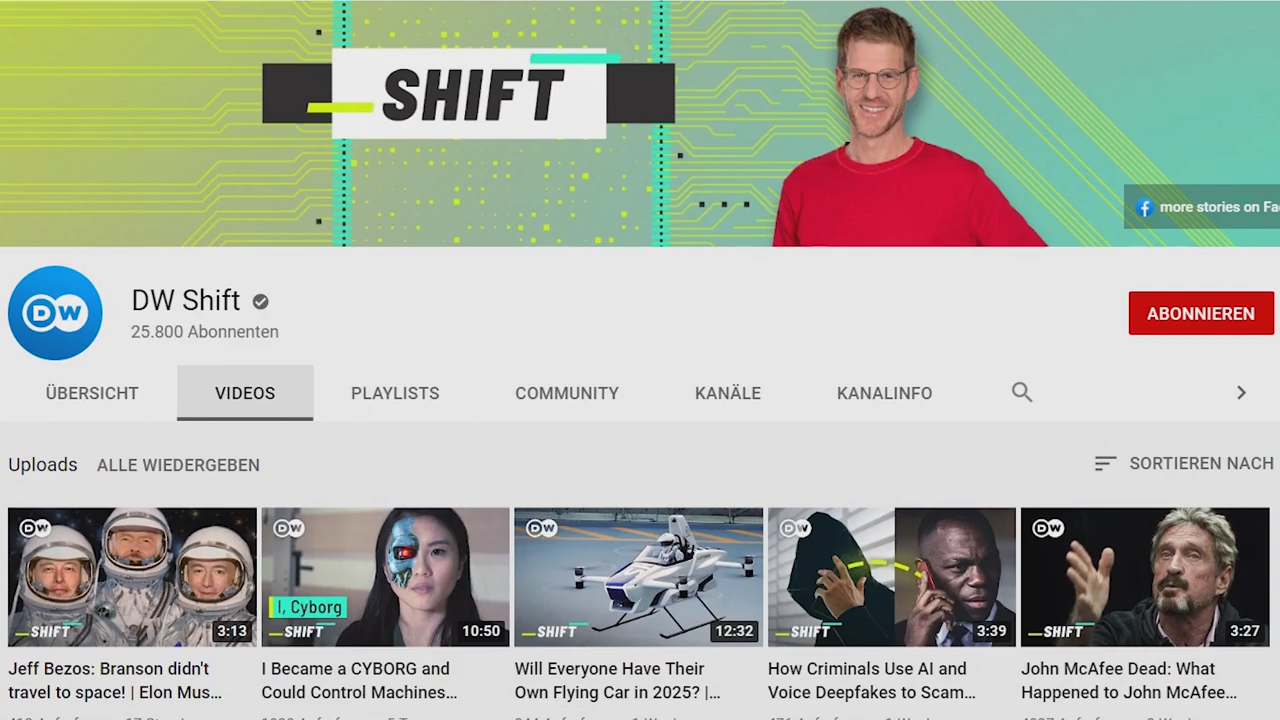 SHIFT
more stories on Fa
DW
DW Shift
25.800 Abonnenten
ABONNIEREN
ÜBERSICHT
VIDEOS
PLAYLISTS
COMMUNITY
KANÄLE
KANALINFO
Uploads
ALLE WIEDERGEBEN
SORTIEREN NACH
DW
SHIFT
3:13
DW
I, Cyborg
SHIFT
10:50
DW
SHIFT
12:32
DW
SHIFT
3:39
DW
SHIFT
3:27
Jeff Bezos: Branson didn't
travel to space! | Elon Mus...
I Became a CYBORG and
Could Control Machines...
Will Everyone Have Their
Own Flying Car in 2025? |...
How Criminals Use AI and
Voice Deepfakes to Scam...
John McAfee Dead: What
Happened to John McAfee...